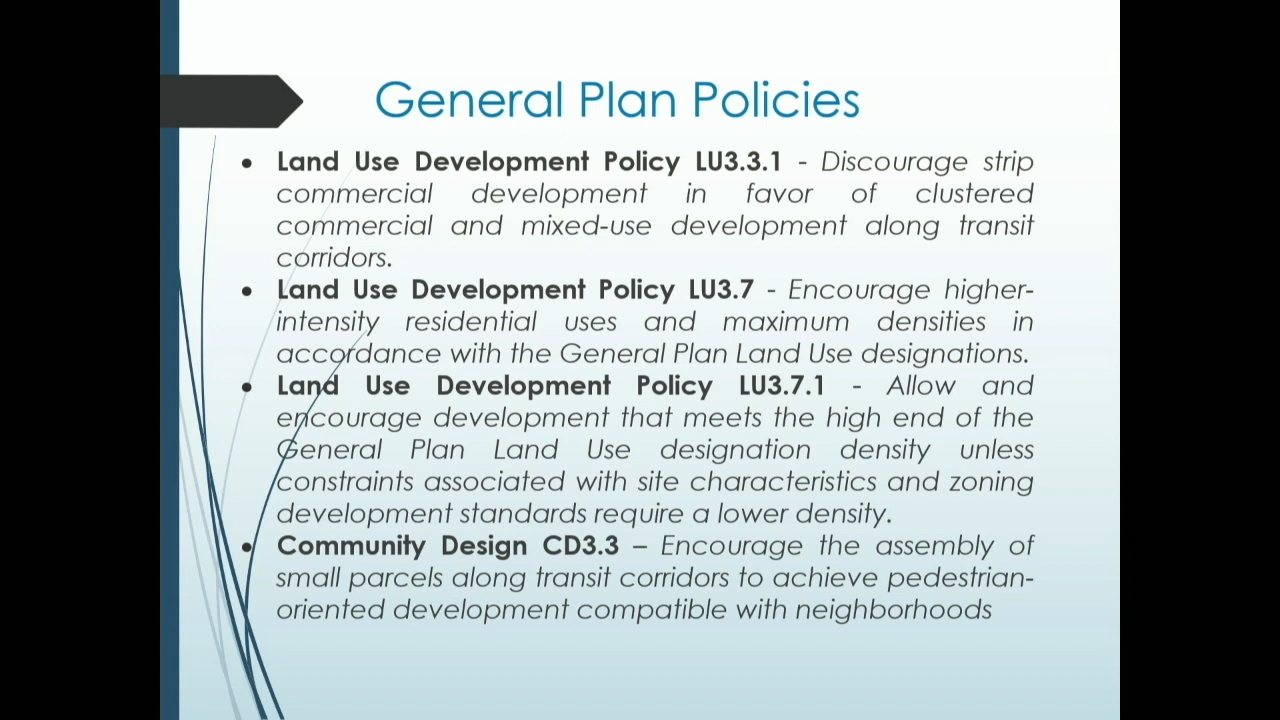 General Plan Policies
• Land Use Development Policy LU3.3.1 - Discourage strip
commercial development in favor of clustered
commercial and mixed-use development along transit
corridors.
• Land Use Development Policy LU3.7 - Encourage higher-
intensity residential uses and maximum densities in
accordance with the General Plan Land Use designations.
• Land Use Development Policy LU3.7.1 - Allow and
encourage development that meets the high end of the
General Plan Land Use designation density unless
constraints associated with site characteristics and zoning
development standards require a lower density.
• Community Design CD3.3 – Encourage the assembly of
small parcels along transit corridors to achieve pedestrian-
oriented development compatible with neighborhoods